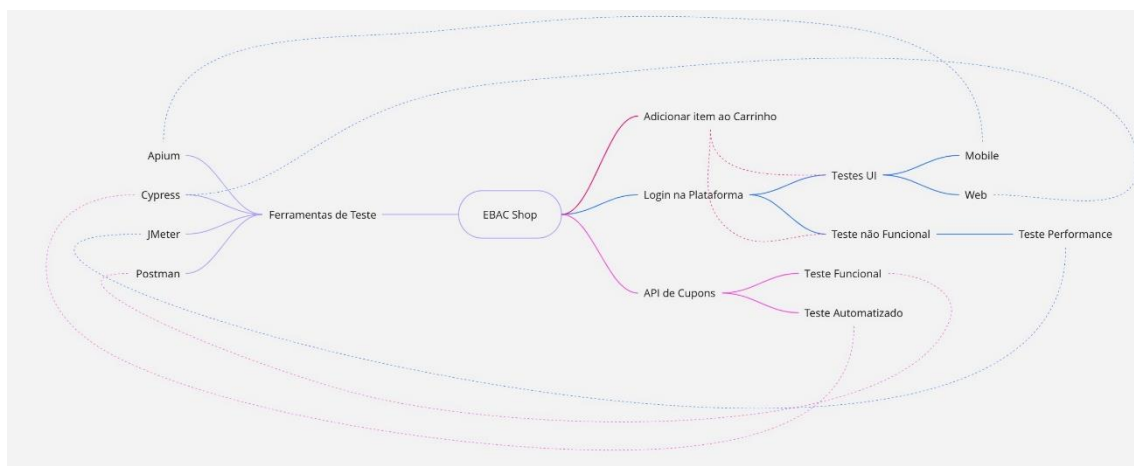 Adicionar item ao Carrinho
Apium
Mobile
Testes UI
Cypress
Login na Plataforma
Web
Ferramentas de Teste
EBAC Shop
JMeter
Teste não Funcional
Teste Performance
Postman
Teste Funcional
API de Cupons
Teste Automatizado